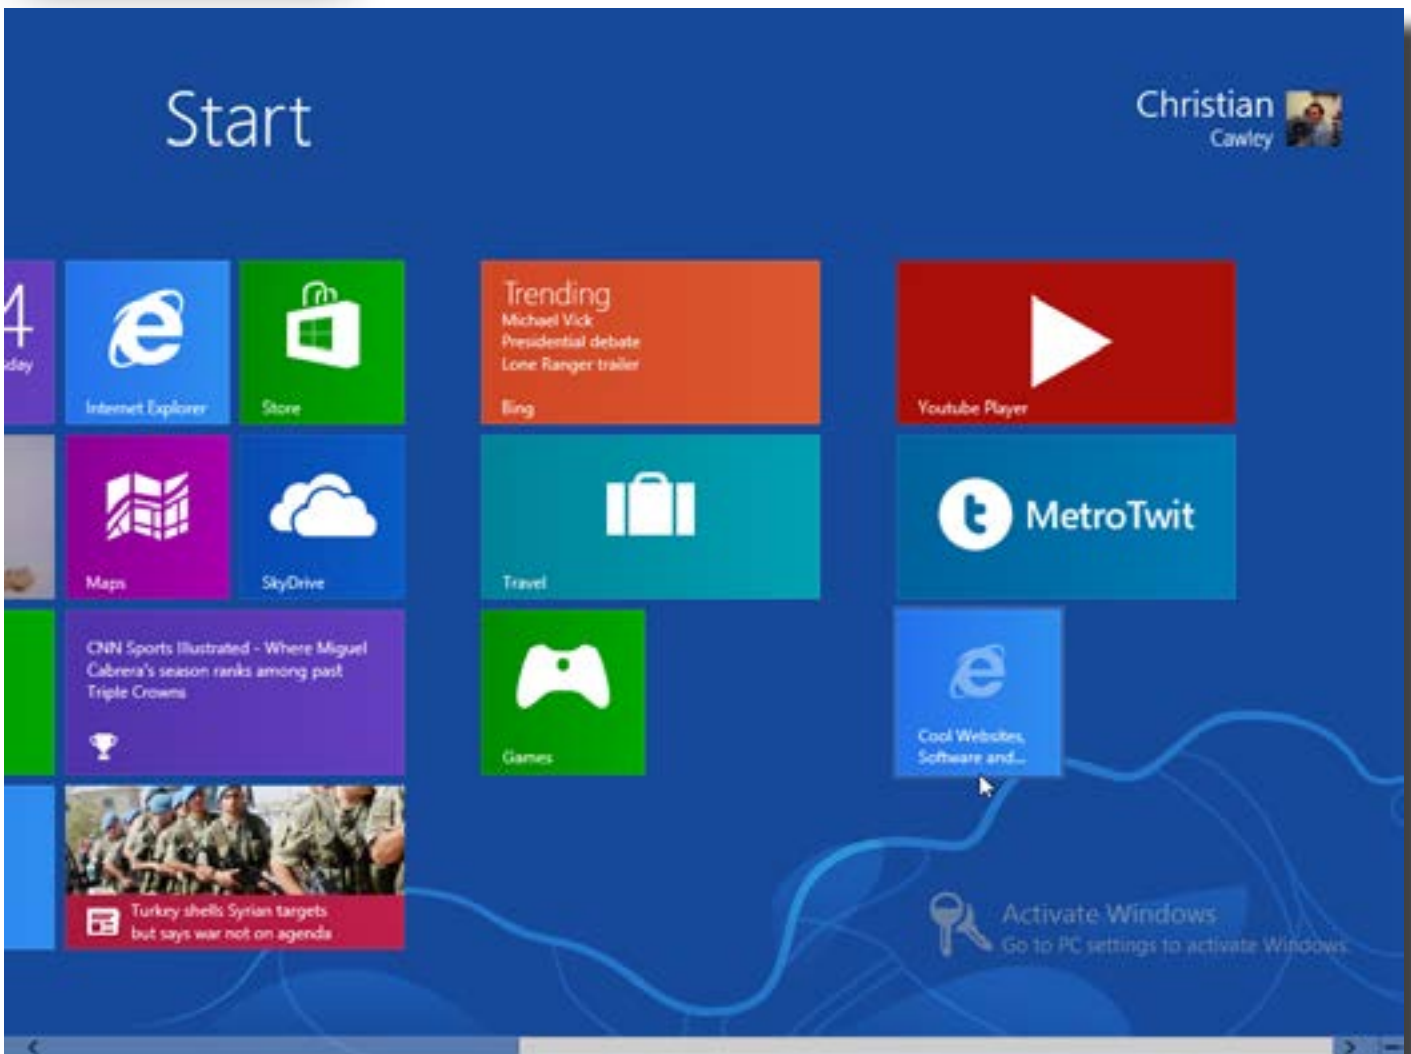 Start
Christian
Cawley
4
sday
Internet Explorer
Store
Trending
Michael Vick
Presidential debate
Lone Ranger trailer
Bing
Youtube Player
Maps
SkyDrive
Travel
MetroTwit
CNN Sports Illustrated - Where Miguel
Cabrera's season ranks among past
Triple Crowns
Games
Cool Websites,
Software and...
Turkey shells Syrian targets
but says war not on agenda
Activate Windows
Go to PC settings to activate Windows.